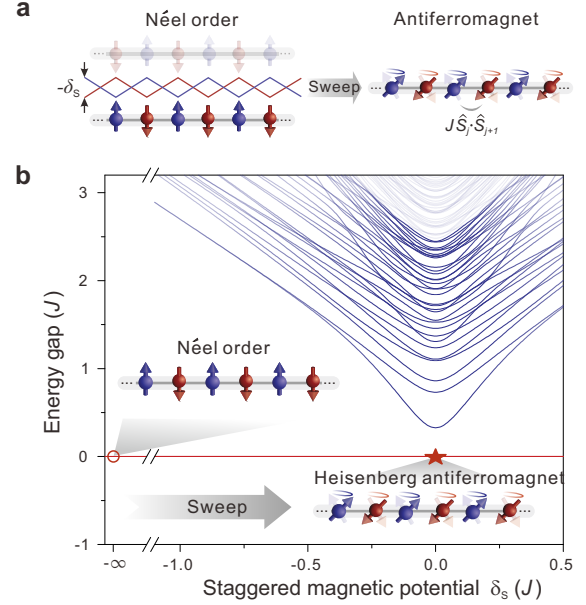 a
Néel order
Antiferromagnet
-δs
Sweep
JŜj·Ŝj+1
b
Energy gap (J)
3
2
1
0
-1
Néel order
Heisenberg antiferromagnet
Sweep
-∞
-1.0
-0.5
0.0
0.5
Staggered magnetic potential δs (J)